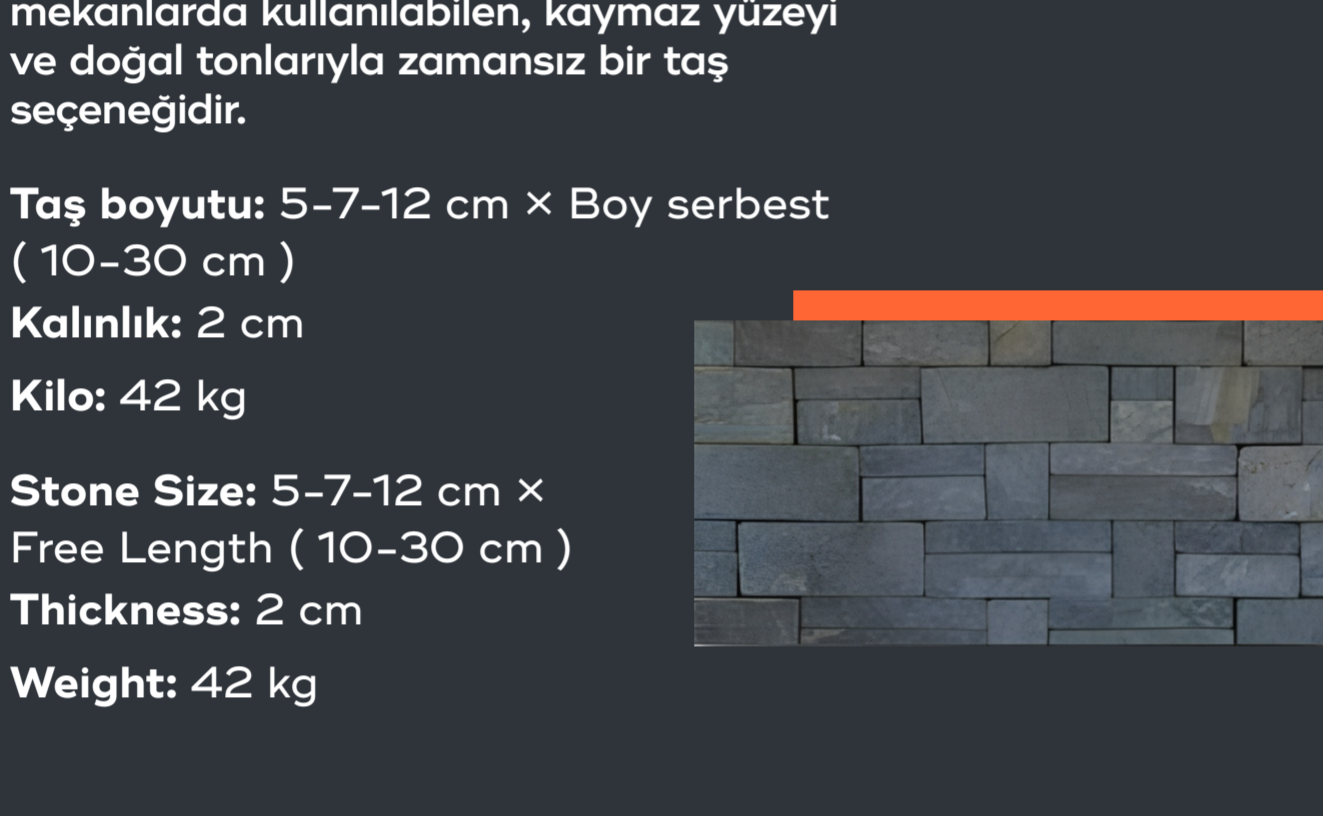 mekanlarda kullanılabilen, kaymaz yüzeyi
ve doğal tonlarıyla zamansız bir taş
seçeneğidir.
Taş boyutu: 5-7-12 cm × Boy serbest
( 10-30 cm )
Kalınlık: 2 cm
Kilo: 42 kg
Stone Size: 5-7-12 cm ×
Free Length ( 10-30 cm )
Thickness: 2 cm
Weight: 42 kg